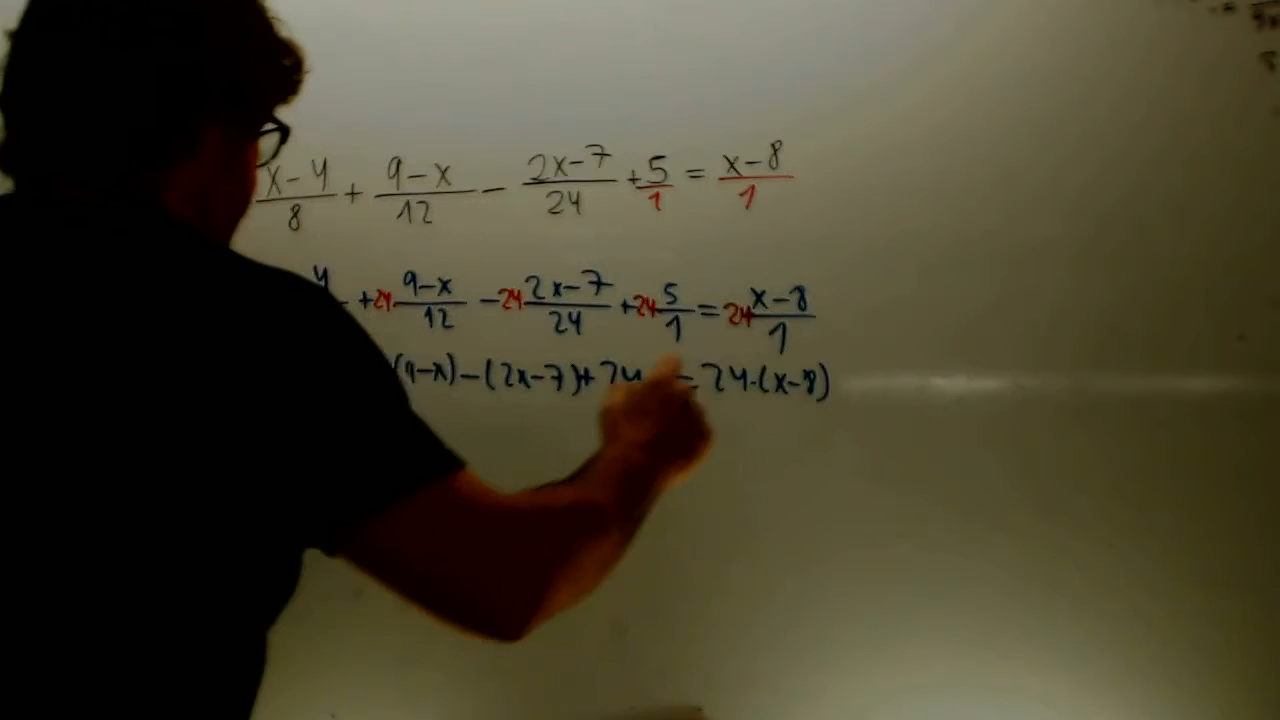 x-4/8 + 9-x/12 - 2x-7/24 + 5/1 = x-8/1
4 +24·9-x/12 -24 2x-7/24 +24 5/1 = 24 x-8/1
(9-x)-(2x-7)+24 = 24·(x-8)